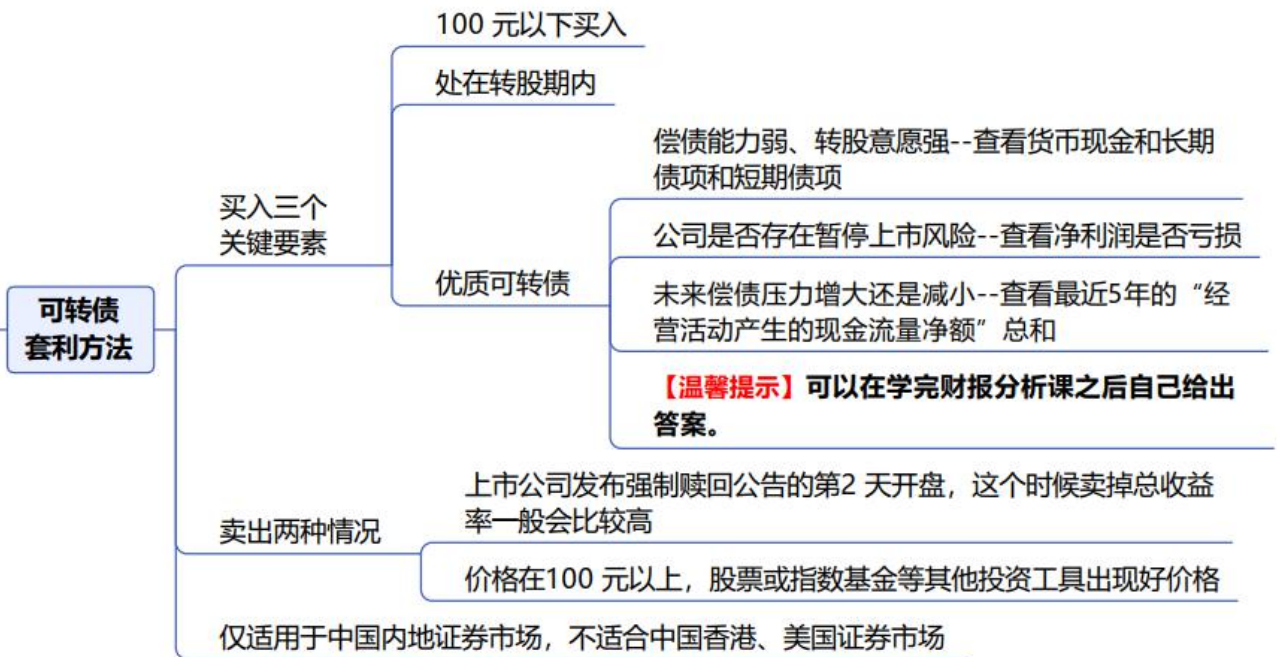 可转债
套利方法
买入三个
关键要素
100 元以下买入
处在转股期内
优质可转债
偿债能力弱、转股意愿强--查看货币现金和长期
债项和短期债项
公司是否存在暂停上市风险--查看净利润是否亏损
未来偿债压力增大还是减小--查看最近5年的“经
营活动产生的现金流量净额”总和
【温馨提示】可以在学完财报分析课之后自己给出
答案。
卖出两种情况
上市公司发布强制赎回公告的第2 天开盘，这个时候卖掉总收益
率一般会比较高
价格在100 元以上，股票或指数基金等其他投资工具出现好价格
仅适用于中国内地证券市场，不适合中国香港、美国证券市场